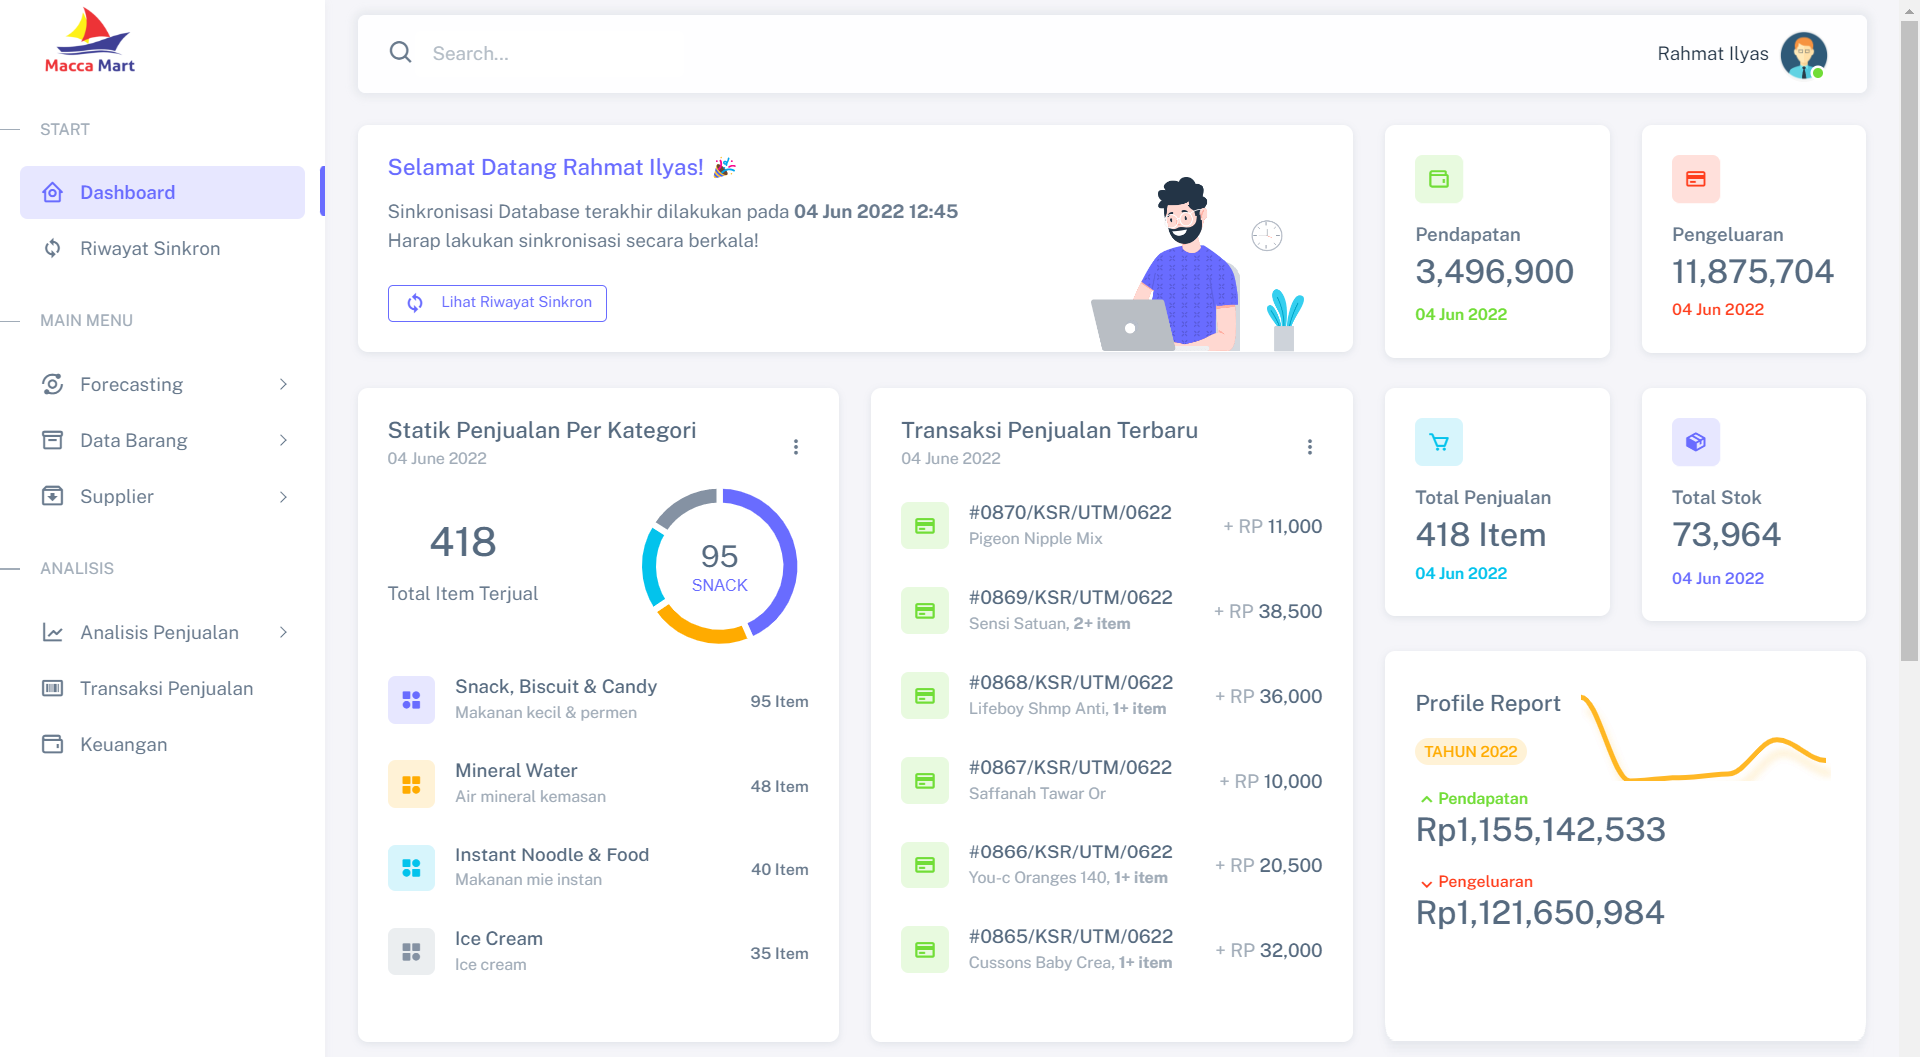 Macca Mart
START
Dashboard
Riwayat Sinkron
MAIN MENU
Forecasting
Data Barang
Supplier
ANALISIS
Analisis Penjualan
Transaksi Penjualan
Keuangan
Search...
Rahmat Ilyas
Selamat Datang Rahmat Ilyas! 🎉
Sinkronisasi Database terakhir dilakukan pada 04 Jun 2022 12:45
Harap lakukan sinkronisasi secara berkala!
Lihat Riwayat Sinkron
Pendapatan
3,496,900
04 Jun 2022
Pengeluaran
11,875,704
04 Jun 2022
Statik Penjualan Per Kategori
04 June 2022
418
Total Item Terjual
95
SNACK
Snack, Biscuit & Candy
Makanan kecil & permen
95 Item
Mineral Water
Air mineral kemasan
48 Item
Instant Noodle & Food
Makanan mie instan
40 Item
Ice Cream
Ice cream
35 Item
Transaksi Penjualan Terbaru
04 June 2022
#0870/KSR/UTM/0622
Pigeon Nipple Mix
+ RP 11,000
#0869/KSR/UTM/0622
Sensi Satuan, 2+ item
+ RP 38,500
#0868/KSR/UTM/0622
Lifeboy Shmp Anti, 1+ item
+ RP 36,000
#0867/KSR/UTM/0622
Saffanah Tawar Or
+ RP 10,000
#0866/KSR/UTM/0622
You-c Oranges 140, 1+ item
+ RP 20,500
#0865/KSR/UTM/0622
Cussons Baby Crea, 1+ item
+ RP 32,000
Total Penjualan
418 Item
04 Jun 2022
Total Stok
73,964
04 Jun 2022
Profile Report
TAHUN 2022
Pendapatan
Rp1,155,142,533
Pengeluaran
Rp1,121,650,984